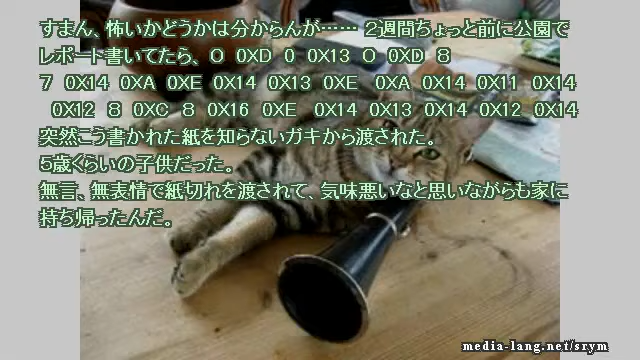 すまん、怖いかどうかは分からんが…… 2週間ちょっと前に公園で
レポート書いてたら、 0 0XD 0 0X13 0 0XD 8
7 0X14 0XA 0XE 0X14 0X13 0XE 0XA 0X14 0X11 0X14
0X12 8 0XC 8 0X16 0XE 0X14 0X13 0X14 0X12 0X14
突然こう書かれた紙を知らないガキから渡された。
5歳くらいの子供だった。
無言、無表情で紙切れを渡されて、気味悪いなと思いながらも家に
持ち帰ったんだ。
media-lang.net/srym